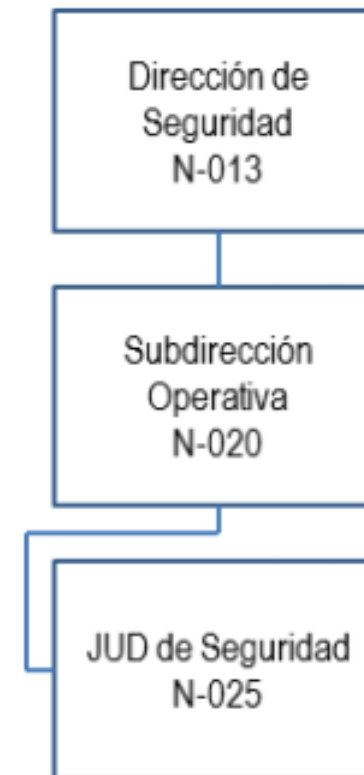 Dirección de
Seguridad
N-013
Subdirección
Operativa
N-020
JUD de Seguridad
N-025